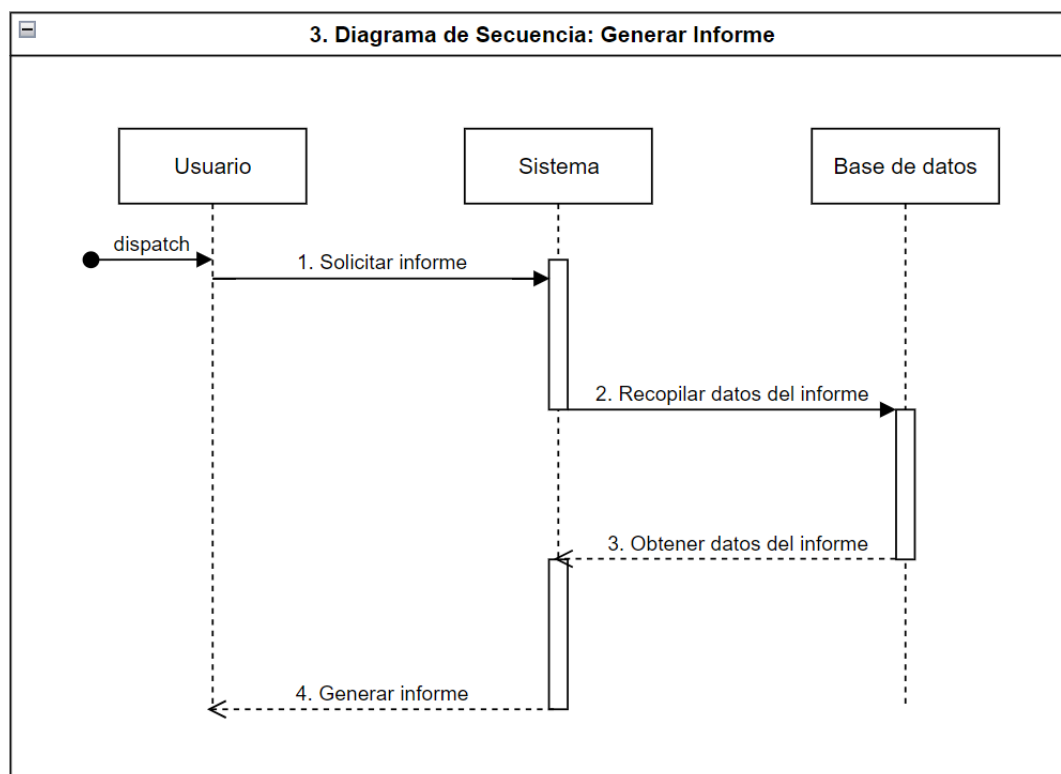 3. Diagrama de Secuencia: Generar Informe
Usuario
Sistema
Base de datos
dispatch
1. Solicitar informe
2. Recopilar datos del informe
3. Obtener datos del informe
4. Generar informe